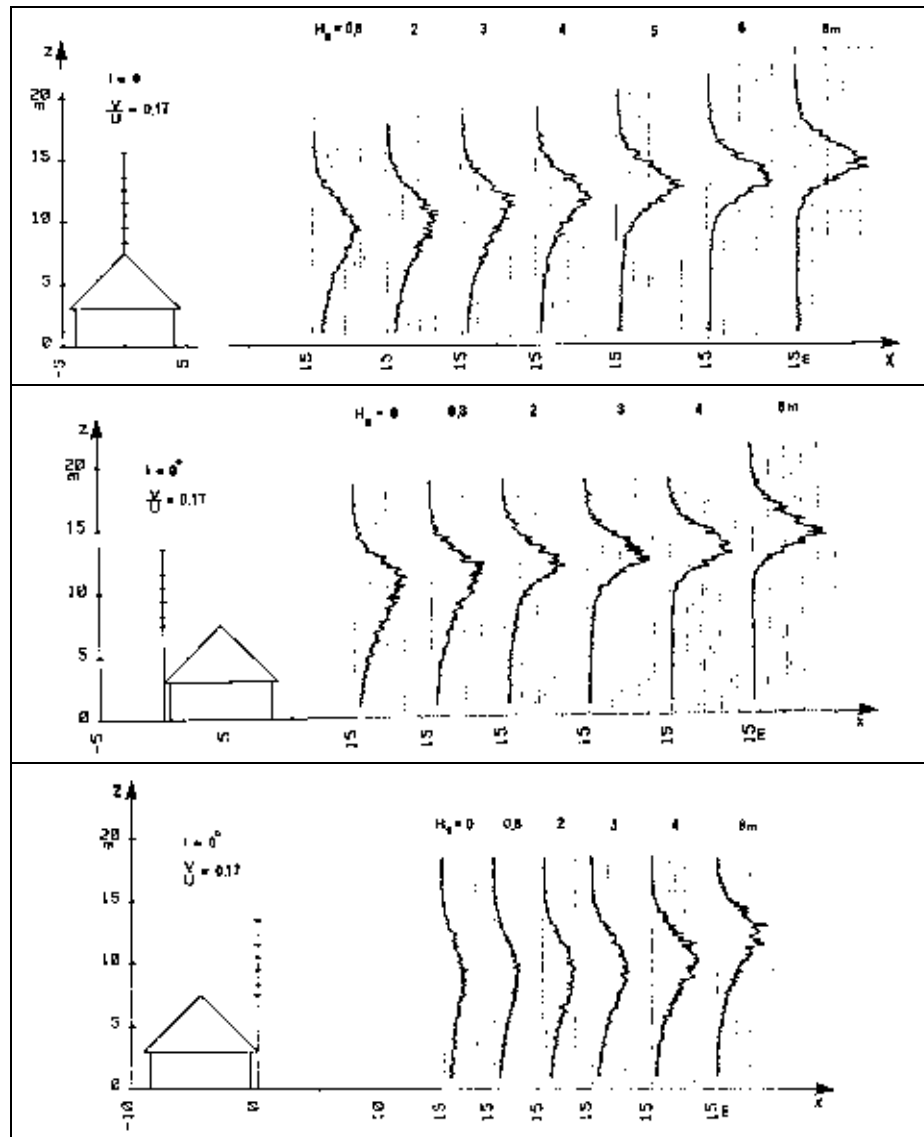 Hₛ = 0,8 2 3 4 5 6 8m
z
20
m
I = 0
V/U = 0,17
15
10
5
0
-5 5 15 15 15 15 15 15 15 m x
Hₛ = 0 0,8 2 3 4 8m
z
20
m
I = 0°
V/U = 0,17
15
10
5
0
-5 5 15 15 15 15 15 15 m x
z
Hₛ = 0 0,8 2 3 4 8m
20
m
I = 0°
V/U = 0,17
15
10
5
0
-10 0 10 15 15 15 15 15 15 m x